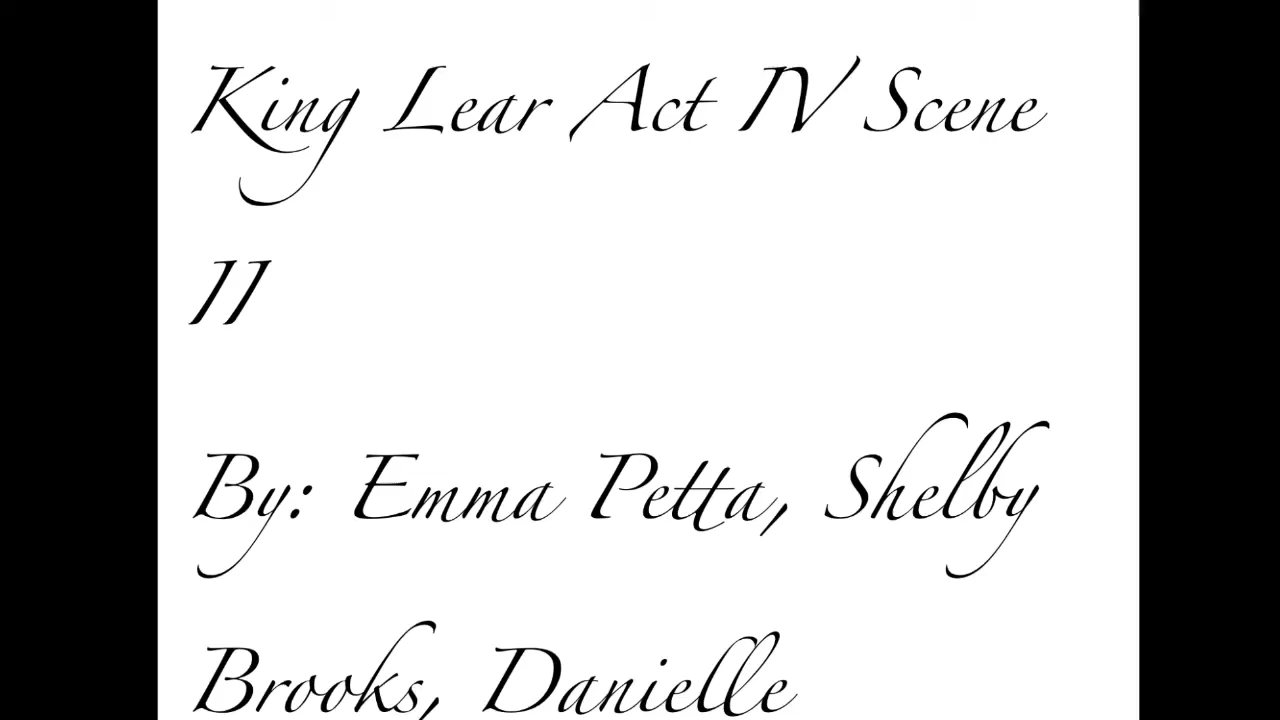 King Lear Act IV Scene
II
By: Emma Petta, Shelby
Brooks, Danielle